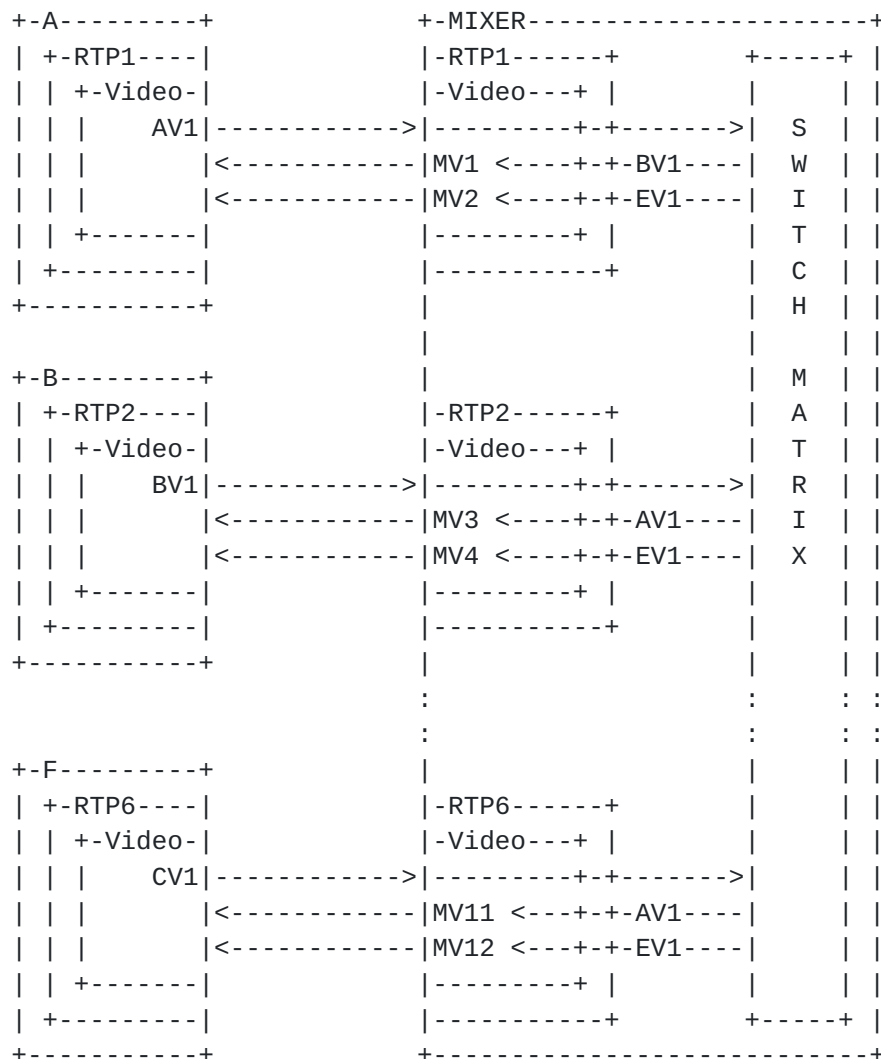 +-A---------+             +-MIXER----------------------+
| +-RTP1----|             |-RTP1------+        +-----+ |
| | +-Video-|             |-Video---+ |        |     | |
| | |    AV1|------------>|---------+-+------->|  S  | |
| | |       |<------------|MV1 <----+-+-BV1----|  W  | |
| | |       |<------------|MV2 <----+-+-EV1----|  I  | |
| | +-------|             |---------+ |        |  T  | |
| +---------|             |-----------+        |  C  | |
+-----------+             |                    |  H  | |
                          |                    |     | |
+-B---------+             |                    |  M  | |
| +-RTP2----|             |-RTP2------+        |  A  | |
| | +-Video-|             |-Video---+ |        |  T  | |
| | |    BV1|------------>|---------+-+------->|  R  | |
| | |       |<------------|MV3 <----+-+-AV1----|  I  | |
| | |       |<------------|MV4 <----+-+-EV1----|  X  | |
| | +-------|             |---------+ |        |     | |
| +---------|             |-----------+        |     | |
+-----------+             |                    |     | |
                          :                    :     : :
                          :                    :     : :
+-F---------+             |                    |     | |
| +-RTP6----|             |-RTP6------+        |     | |
| | +-Video-|             |-Video---+ |        |     | |
| | |    CV1|------------>|---------+-+------->|     | |
| | |       |<------------|MV11 <---+-+-AV1----|     | |
| | |       |<------------|MV12 <---+-+-EV1----|     | |
| | +-------|             |---------+ |        |     | |
| +---------|             |-----------+        +-----+ |
+-----------+             +----------------------------+